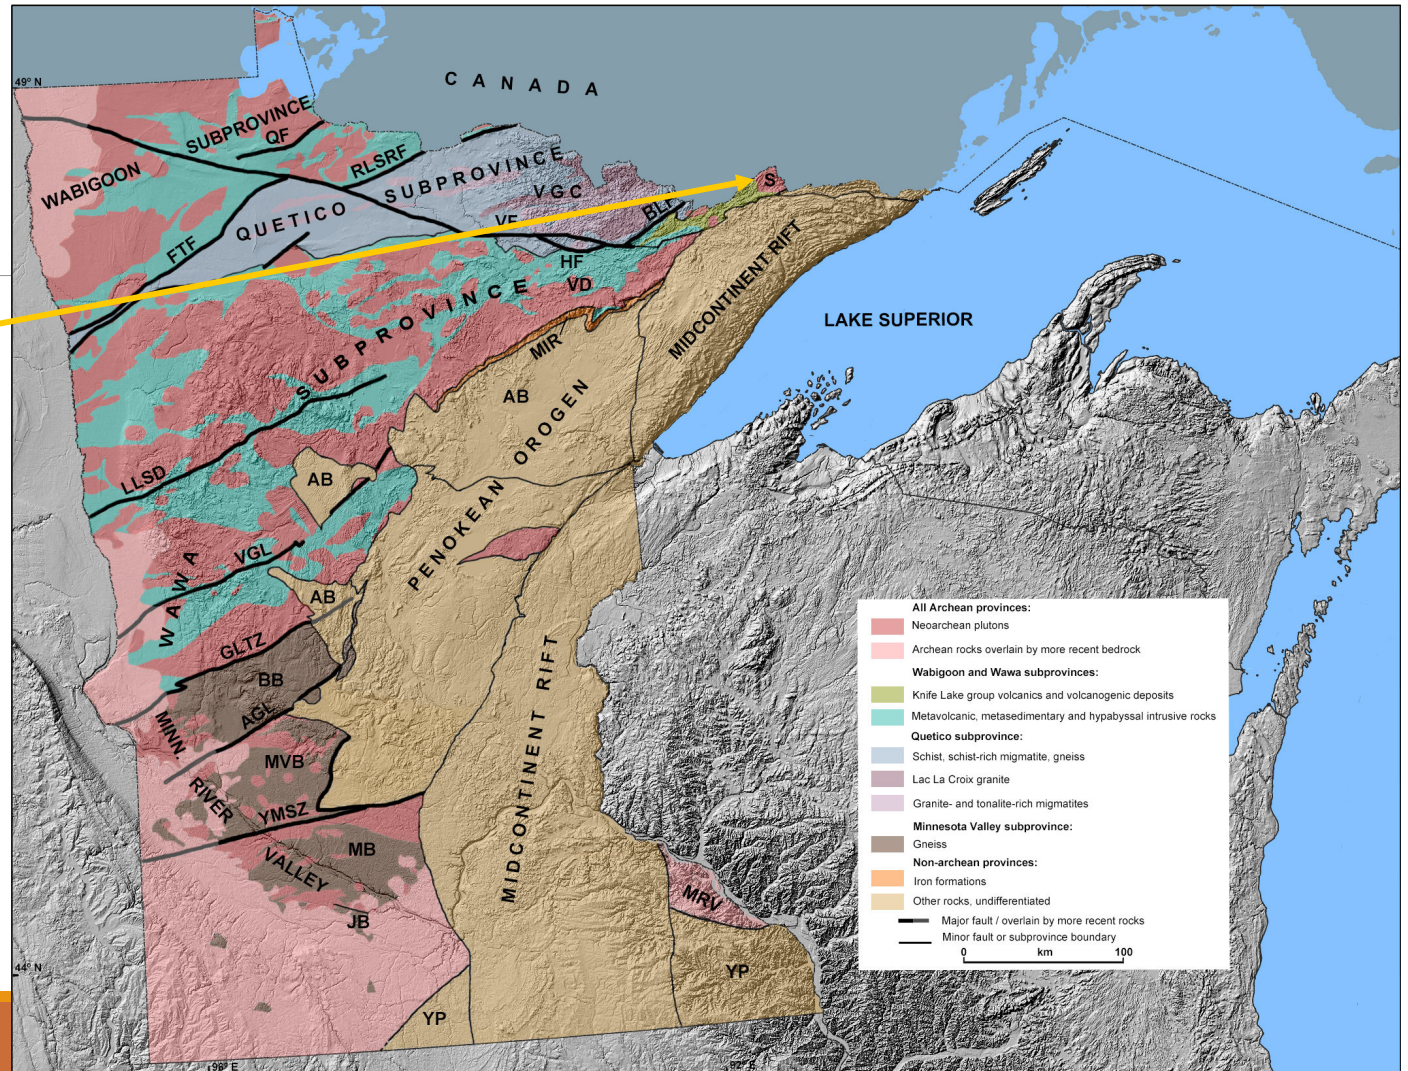 49° N
CANADA
SUBPROVINCE
QF
WABIGOON
RLSRF
QUETICO SUBPROVINCE
VGC
S
BLF
FTF
HF
VD
MIDCONTINENT RIFT
LAKE SUPERIOR
SUBPROVINCE
MIR
AB
PENOKEAN OROGEN
LLSD
AB
VGL
WAWA
AB
GLTZ
BB
AGL
MINN.
MVB
RIVER
YMSZ
MB
VALLEY
JB
MIDCONTINENT RIFT
MRV
YP
YP
44° N
96° E
92° E
All Archean provinces:
Neoarchean plutons
Archean rocks overlain by more recent bedrock
Wabigoon and Wawa subprovinces:
Knife Lake group volcanics and volcanogenic deposits
Metavolcanic, metasedimentary and hypabyssal intrusive rocks
Quetico subprovince:
Schist, schist-rich migmatite, gneiss
Lac La Croix granite
Granite- and tonalite-rich migmatites
Minnesota Valley subprovince:
Gneiss
Non-archean provinces:
Iron formations
Other rocks, undifferentiated
Major fault / overlain by more recent rocks
Minor fault or subprovince boundary
0 km 100